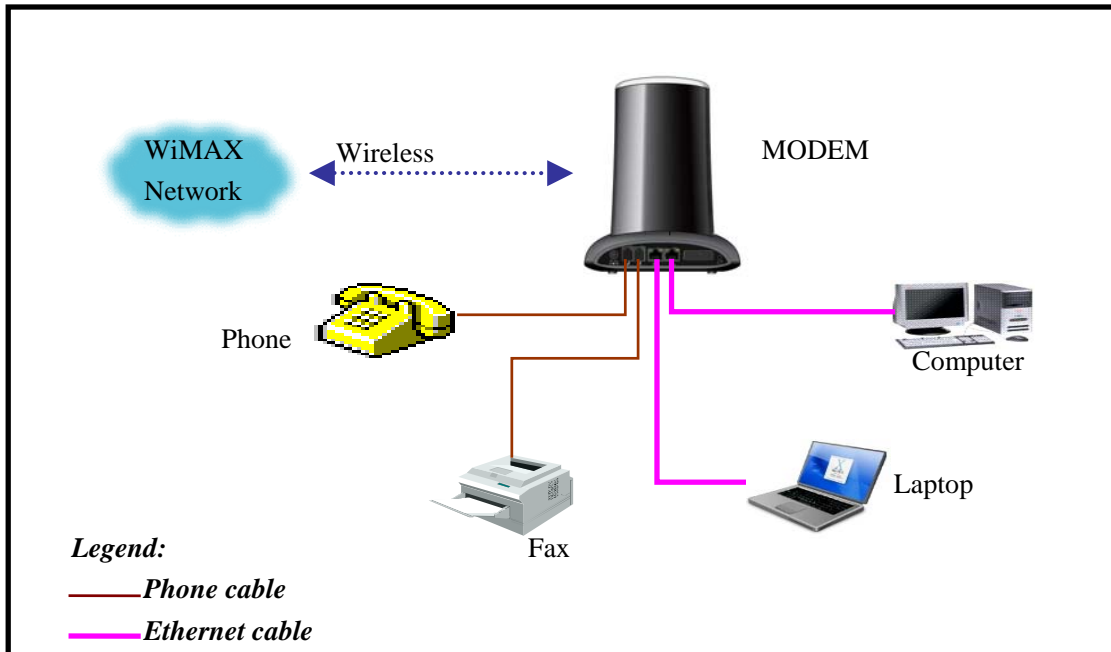 WiMAX
Network
Wireless
MODEM
Phone
Computer
Laptop
Fax
Legend:
Phone cable
Ethernet cable